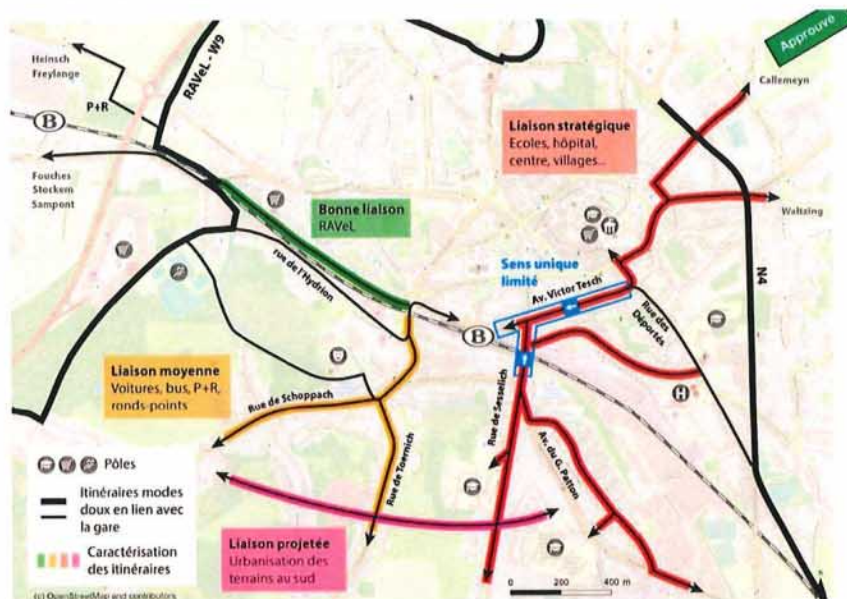 Approuvé
Heinsch
Freylange
RAVeL - W9
Callemeyn
P+R
B
Liaison stratégique
Ecoles, hôpital,
centre, villages...
Fouches
Stockem
Sampont
Bonne liaison
RAVeL
Waltzing
rue de l'Hydrion
Sens unique
limité
Av. Victor Tesch
N4
Rue des
Déportés
B
Liaison moyenne
Voitures, bus, P+R,
ronds-points
H
Rue de Schoppach
Rue de Sesselich
Rue de Toernich
Av. du G. Patton
Pôles
Itinéraires modes
doux en lien avec
la gare
Liaison projetée
Urbanisation des
terrains au sud
Caractérisation
des itinéraires
0 200 400 m
(c) OpenStreetMap and contributors